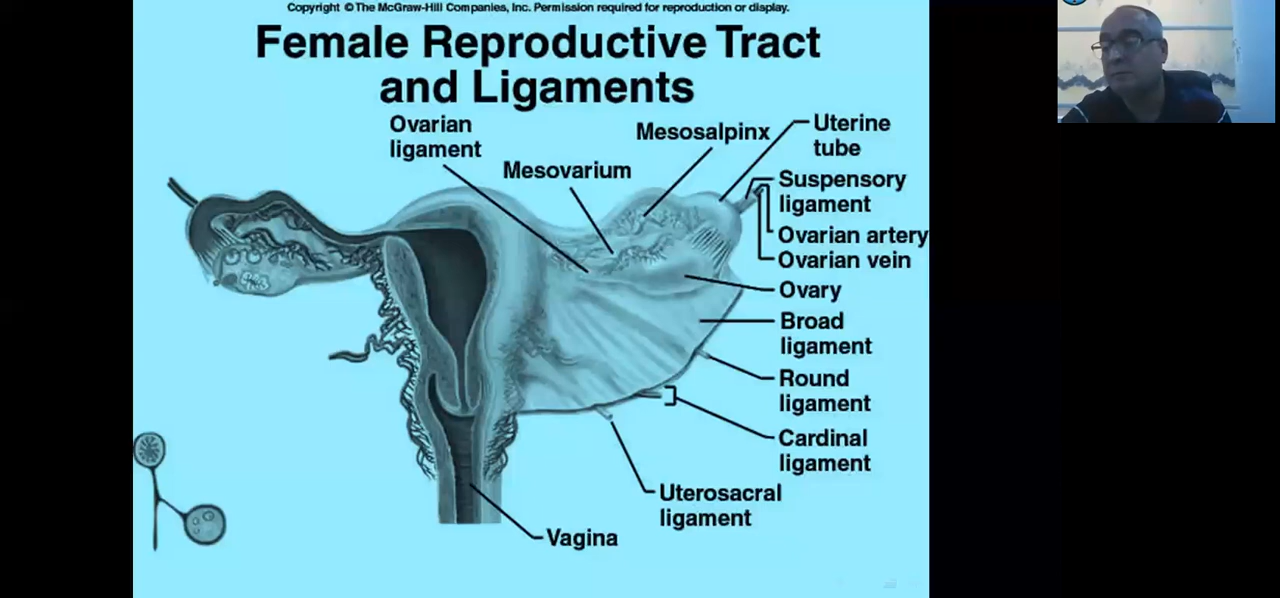 Copyright © The McGraw-Hill Companies, Inc. Permission required for reproduction or display.
Female Reproductive Tract
and Ligaments
Ovarian
ligament
Mesovarium
Mesosalpinx
Uterine
tube
Suspensory
ligament
Ovarian artery
Ovarian vein
Ovary
Broad
ligament
Round
ligament
Cardinal
ligament
Uterosacral
ligament
Vagina